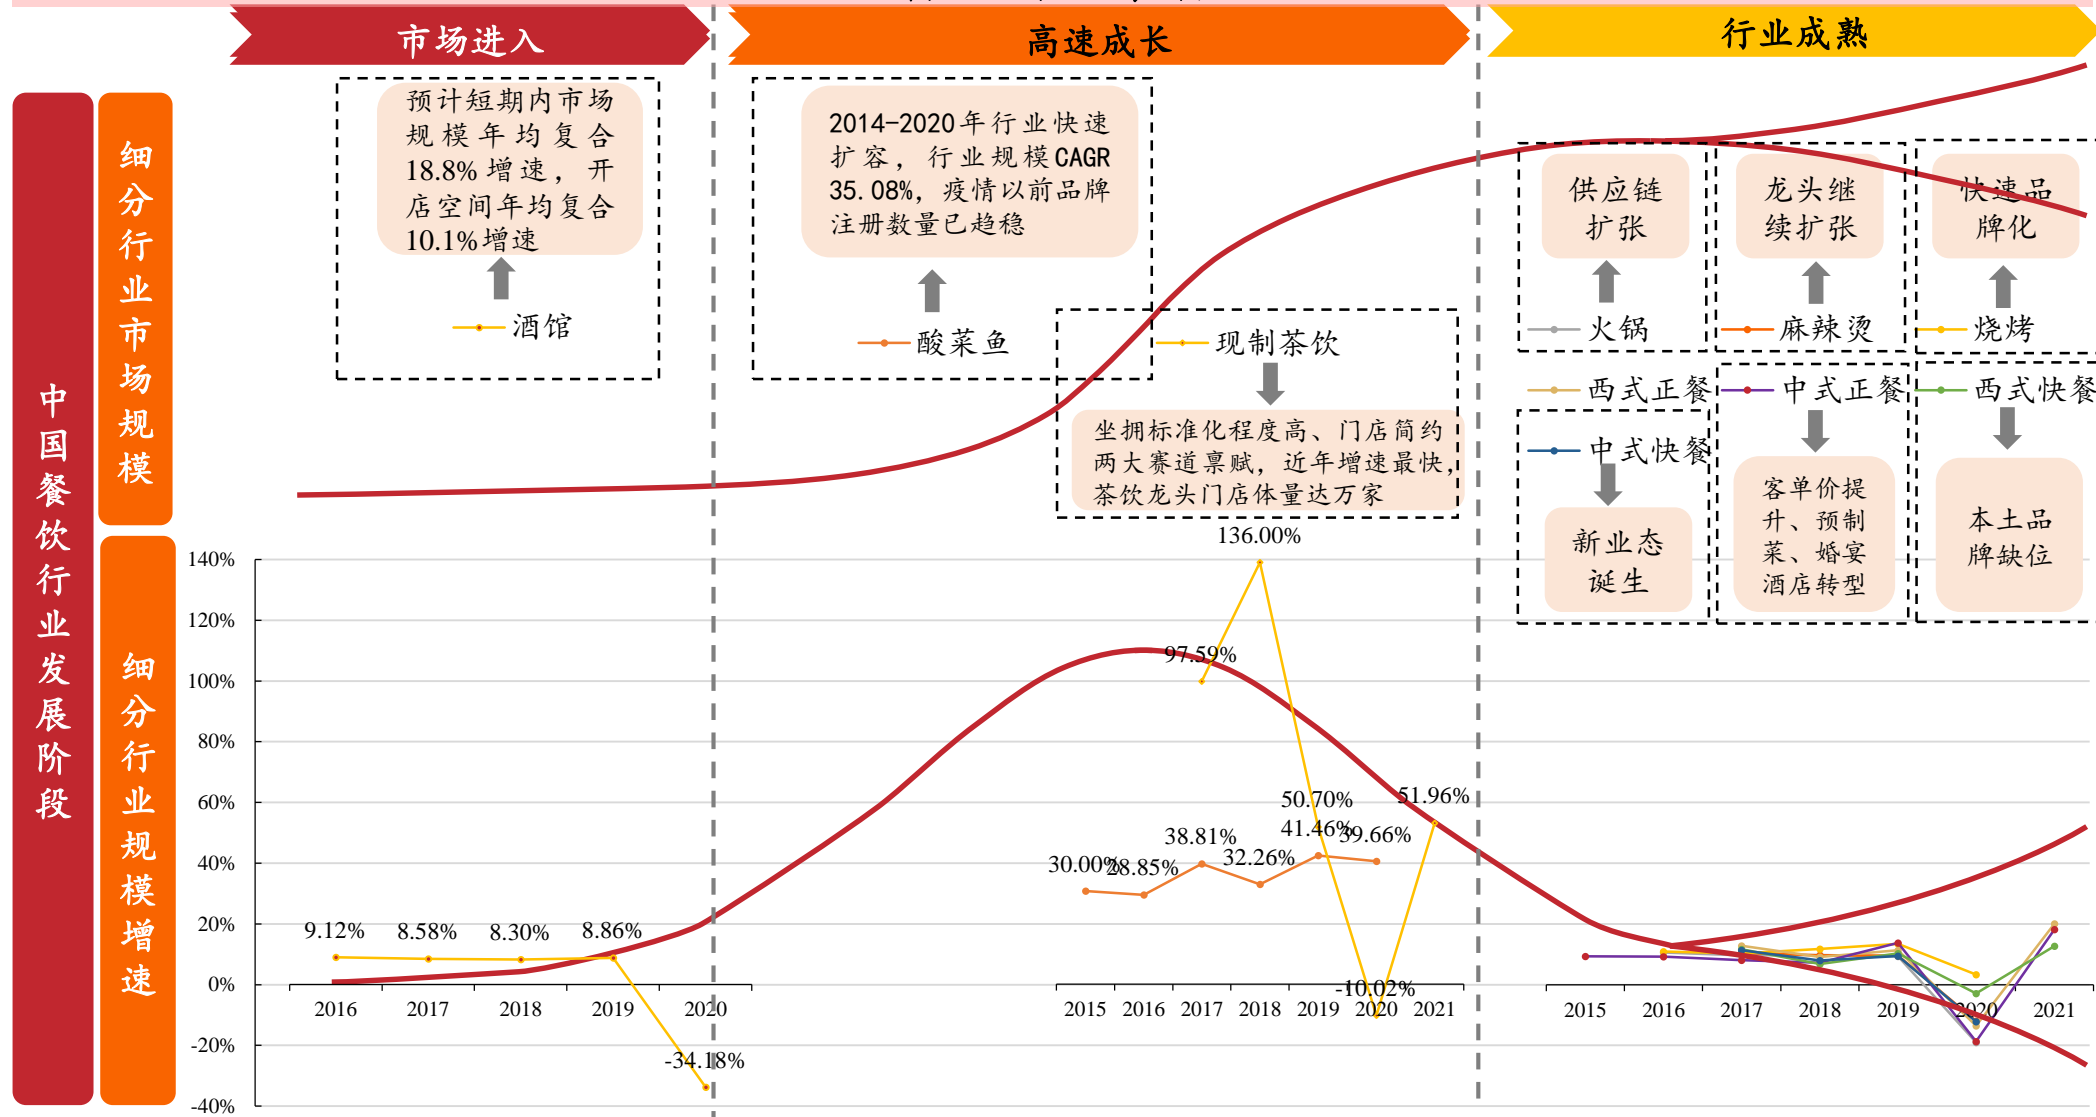 市场进入
高速成长
行业成熟
中国餐饮行业发展阶段
细分行业市场规模
细分行业规模增速
预计短期内市场
规模年均复合
18.8%增速，开
店空间年均复合
10.1%增速
酒馆
2014-2020年行业快速
扩容，行业规模CAGR
35.08%，疫情以前品牌
注册数量已趋稳
酸菜鱼
现制茶饮
坐拥标准化程度高、门店简约
两大赛道禀赋，近年增速最快，
茶饮龙头门店体量达万家
供应链
扩张
火锅
龙头继
续扩张
麻辣烫
快速品
牌化
烧烤
西式正餐
中式正餐
西式快餐
中式快餐
新业态
诞生
客单价提
升、预制
菜、婚宴
酒店转型
本土品
牌缺位
140%
120%
100%
80%
60%
40%
20%
0%
-20%
-40%
9.12%
8.58%
8.30%
8.86%
-34.18%
2016
2017
2018
2019
2020
136.00%
97.59%
50.70%
51.96%
-10.02%
30.00%
28.85%
38.81%
32.26%
41.46%
39.66%
2015
2016
2017
2018
2019
2020
2021
2015
2016
2017
2018
2019
2020
2021